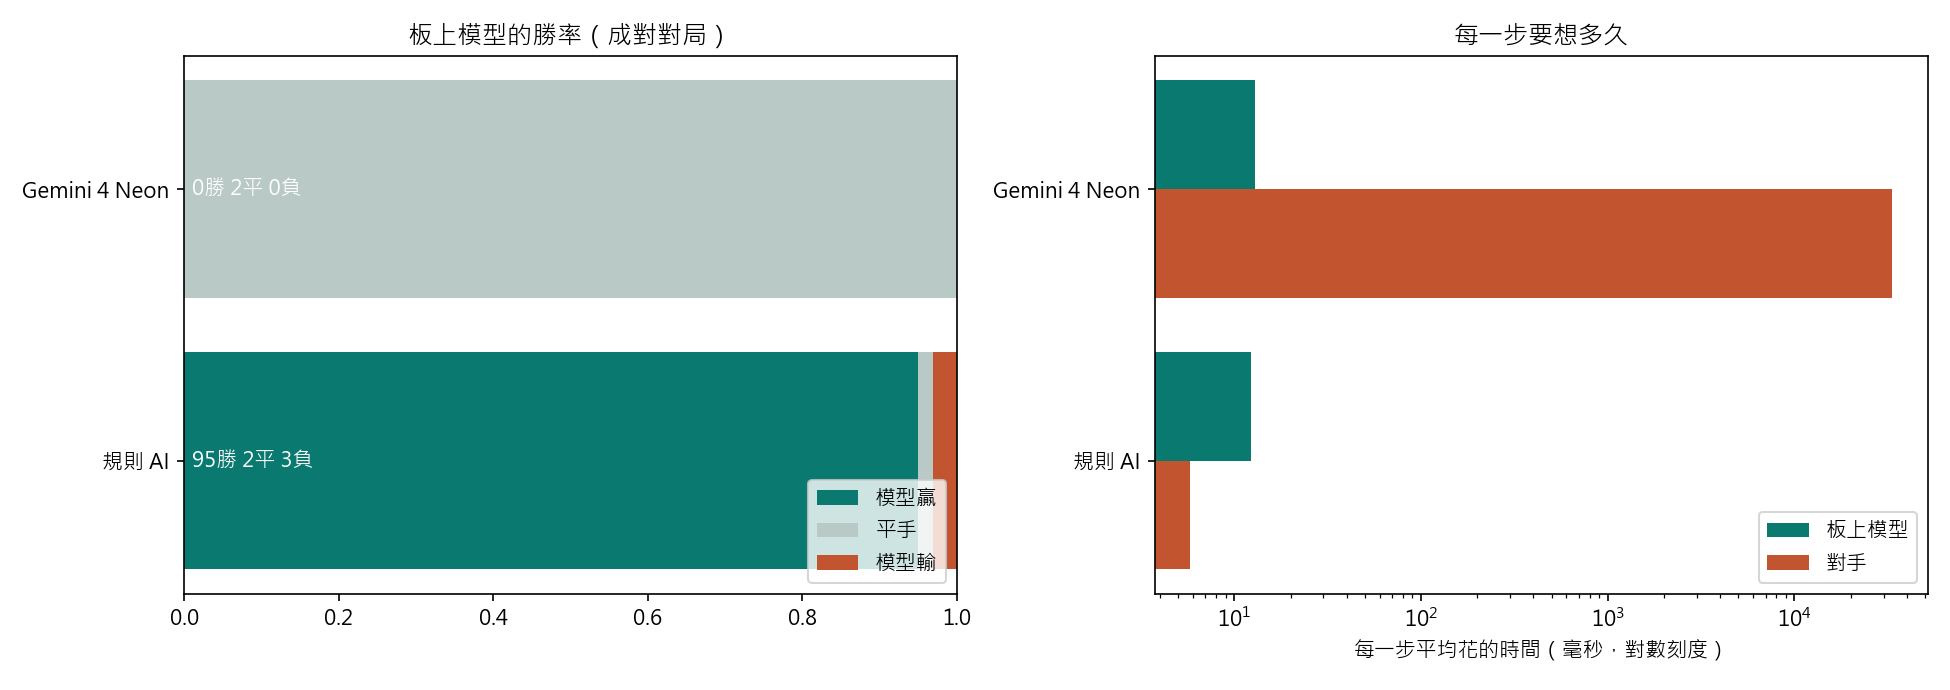 板上模型的勝率（成對對局）
Gemini 4 Neon
0勝 2平 0負
規則 AI
95勝 2平 3負
模型贏
平手
模型輸
0.0 0.2 0.4 0.6 0.8 1.0
每一步要想多久
Gemini 4 Neon
規則 AI
板上模型
對手
10¹ 10² 10³ 10⁴
每一步平均花的時間（毫秒．對數刻度）